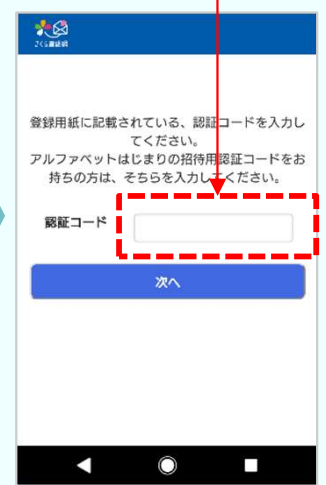 さくら連絡網
登録用紙に記載されている、認証コードを入力し
てください。
アルファベットはじまりの招待用認証コードをお
持ちの方は、そちらを入力してください。
認証コード
次へ